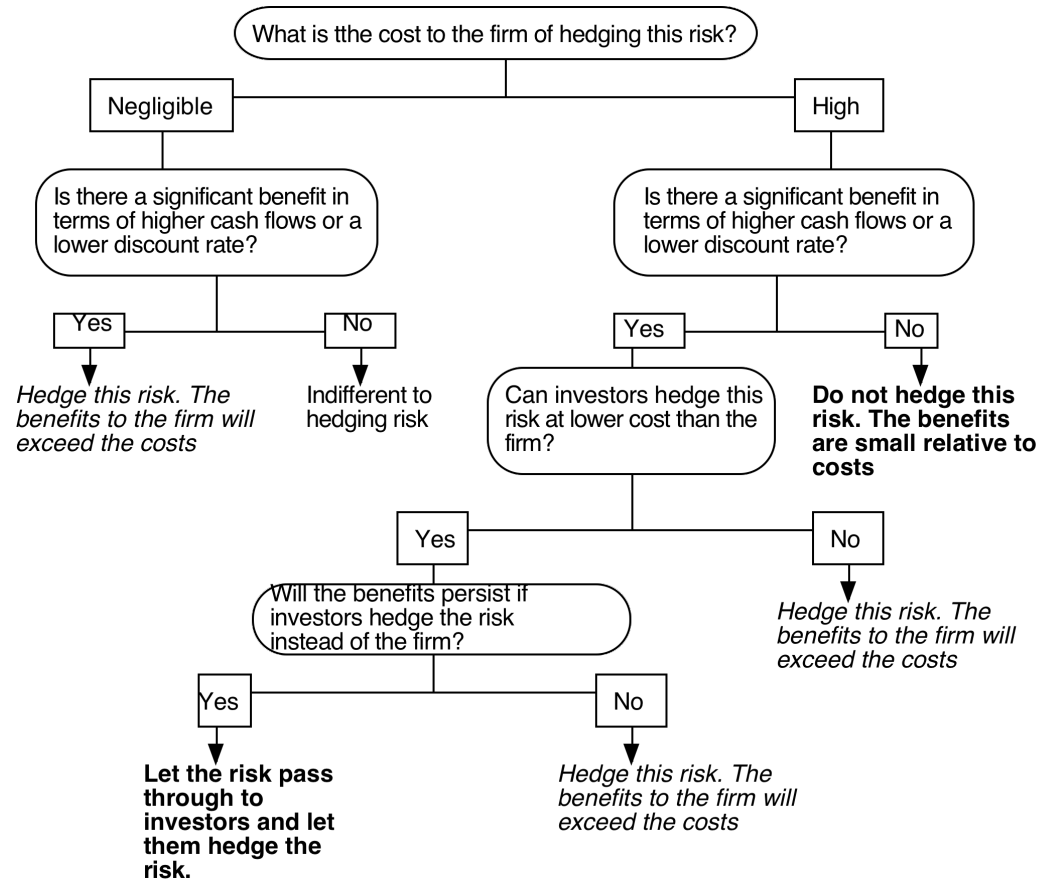 What is tthe cost to the firm of hedging this risk?
Negligible
High
Is there a significant benefit in
terms of higher cash flows or a
lower discount rate?
Is there a significant benefit in
terms of higher cash flows or a
lower discount rate?
Yes
No
Yes
No
Hedge this risk. The
benefits to the firm will
exceed the costs
Indifferent to
hedging risk
Can investors hedge this
risk at lower cost than the
firm?
Do not hedge this
risk. The benefits
are small relative to
costs
Yes
No
Will the benefits persist if
investors hedge the risk
instead of the firm?
Hedge this risk. The
benefits to the firm will
exceed the costs
Yes
No
Let the risk pass
through to
investors and let
them hedge the
risk.
Hedge this risk. The
benefits to the firm will
exceed the costs